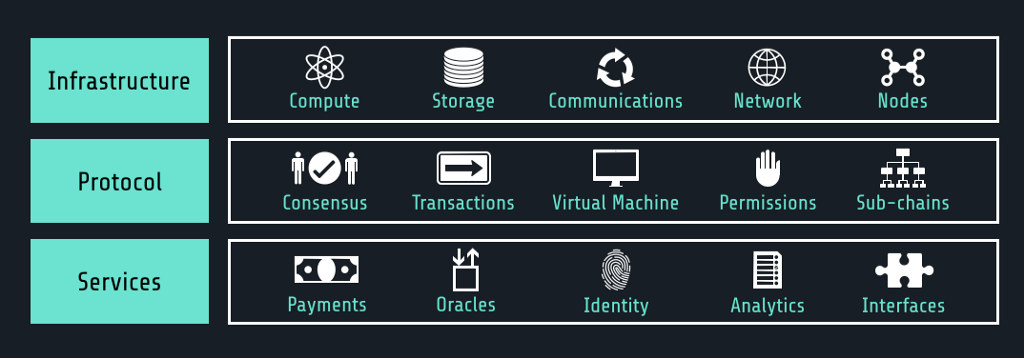 Infrastructure
Compute Storage Communications Network Nodes
Protocol
Consensus Transactions Virtual Machine Permissions Sub-chains
Services
Payments Oracles Identity Analytics Interfaces